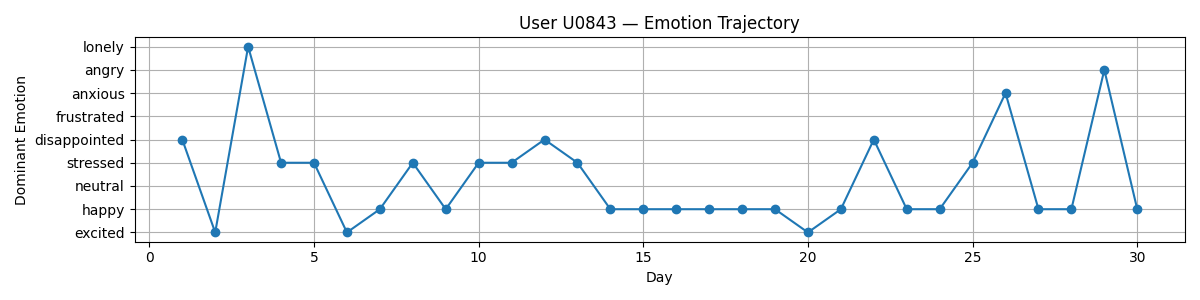 User U0843 — Emotion Trajectory
Dominant Emotion
lonely
angry
anxious
frustrated
disappointed
stressed
neutral
happy
excited
0 5 10 15 20 25 30
Day